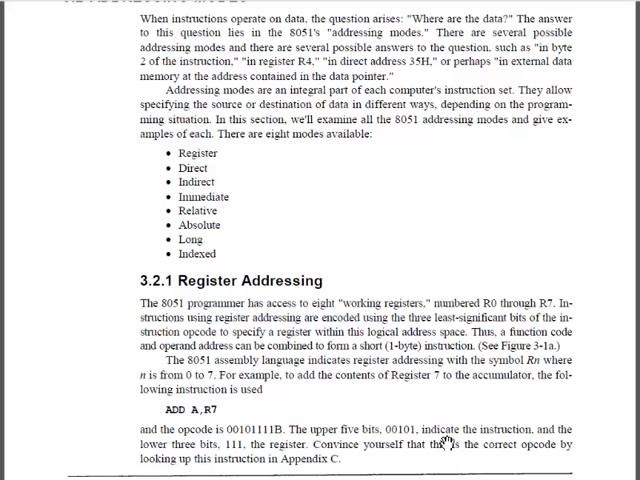 When instructions operate on data, the question arises: "Where are the data?" The answer
to this question lies in the 8051's "addressing modes." There are several possible
addressing modes and there are several possible answers to the question, such as "in byte
2 of the instruction," "in register R4," "in direct address 35H," or perhaps "in external data
memory at the address contained in the data pointer."
Addressing modes are an integral part of each computer's instruction set. They allow
specifying the source or destination of data in different ways, depending on the program-
ming situation. In this section, we'll examine all the 8051 addressing modes and give ex-
amples of each. There are eight modes available:
• Register
• Direct
• Indirect
• Immediate
• Relative
• Absolute
• Long
• Indexed
3.2.1 Register Addressing
The 8051 programmer has access to eight "working registers," numbered R0 through R7. In-
structions using register addressing are encoded using the three least-significant bits of the in-
struction opcode to specify a register within this logical address space. Thus, a function code
and operand address can be combined to form a short (1-byte) instruction. (See Figure 3-1a.)
The 8051 assembly language indicates register addressing with the symbol Rn where
n is from 0 to 7. For example, to add the contents of Register 7 to the accumulator, the fol-
lowing instruction is used
ADD A,R7
and the opcode is 00101111B. The upper five bits, 00101, indicate the instruction, and the
lower three bits, 111, the register. Convince yourself that is the correct opcode by
looking up this instruction in Appendix C.